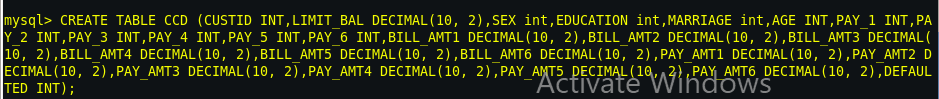 mysql> CREATE TABLE CCD (CUSTID INT,LIMIT_BAL DECIMAL(10, 2),SEX int,EDUCATION int,MARRIAGE int,AGE INT,PAY_1 INT,PA
Y_2 INT,PAY_3 INT,PAY_4 INT,PAY_5 INT,PAY_6 INT,BILL_AMT1 DECIMAL(10, 2),BILL_AMT2 DECIMAL(10, 2),BILL_AMT3 DECIMAL(
10, 2),BILL_AMT4 DECIMAL(10, 2),BILL_AMT5 DECIMAL(10, 2),BILL_AMT6 DECIMAL(10, 2),PAY_AMT1 DECIMAL(10, 2),PAY_AMT2 D
ECIMAL(10, 2),PAY_AMT3 DECIMAL(10, 2),PAY_AMT4 DECIMAL(10, 2),PAY_AMT5 DECIMAL(10, 2),PAY_AMT6 DECIMAL(10, 2),DEFAUL
TED INT);
Activate Windows